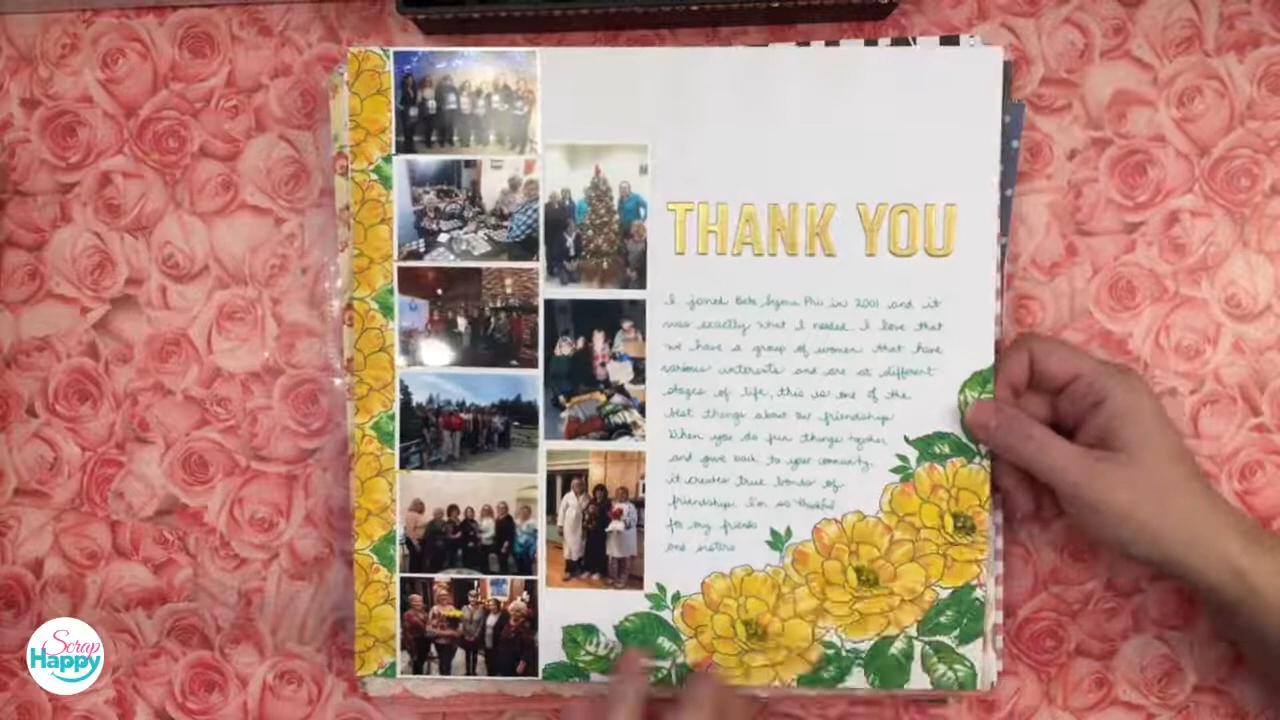 THANK YOU
I joined Beta Sigma Phi in 2001 and it
was exactly what I needed. I love that
we have a group of women that have
various interests and are at different
stages of life, this is one of the
best things about our friendship.
When you do fun things together
and give back to your community,
it creates true bonds of
friendship. I'm so thankful
for my friends
and sisters
Scrap
Happy